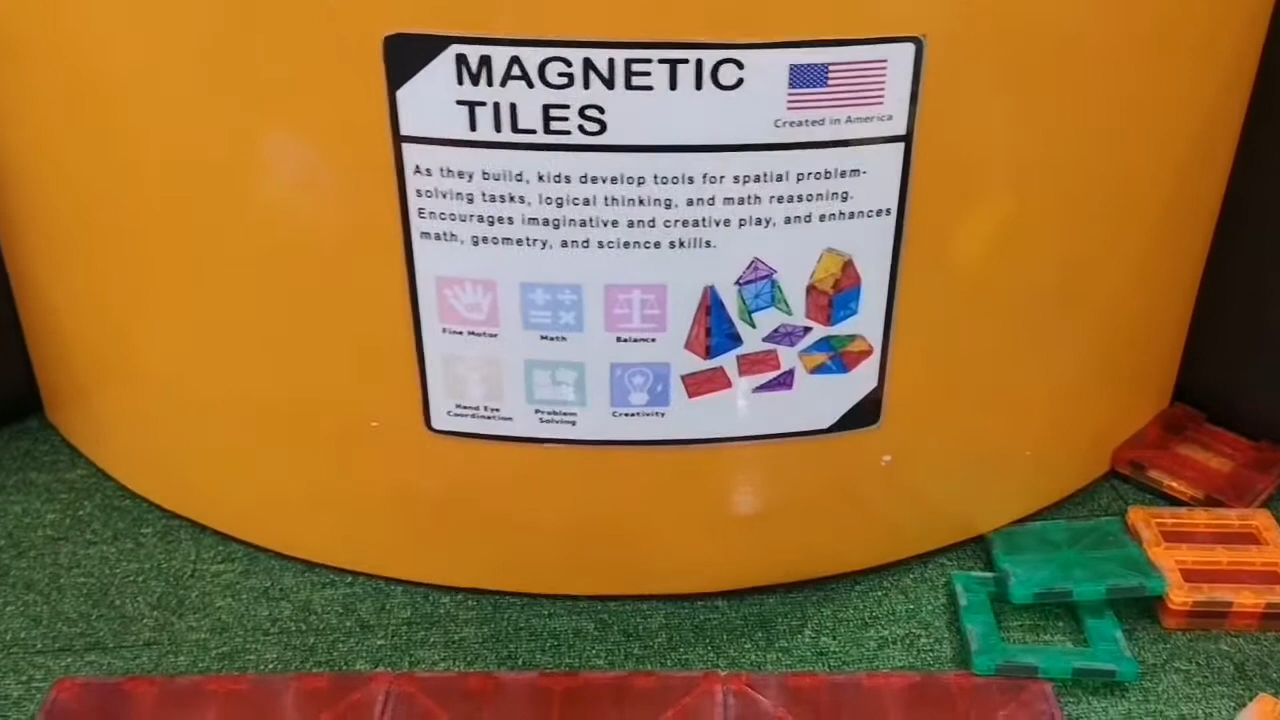 MAGNETIC
TILES
Created in America
As they build, kids develop tools for spatial problem-
solving tasks, logical thinking, and math reasoning.
Encourages imaginative and creative play, and enhances
math, geometry, and science skills.
Fine Motor
Math
Balance
Hand Eye
Coordination
Problem
Solving
Creativity